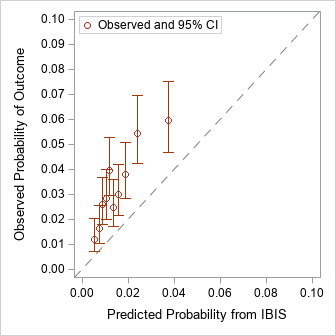 0.10
Observed and 95% CI
0.09
0.08
0.07
0.06
0.05
0.04
0.03
0.02
0.01
0.00
Observed Probability of Outcome
0.00 0.02 0.04 0.06 0.08 0.10
Predicted Probability from IBIS